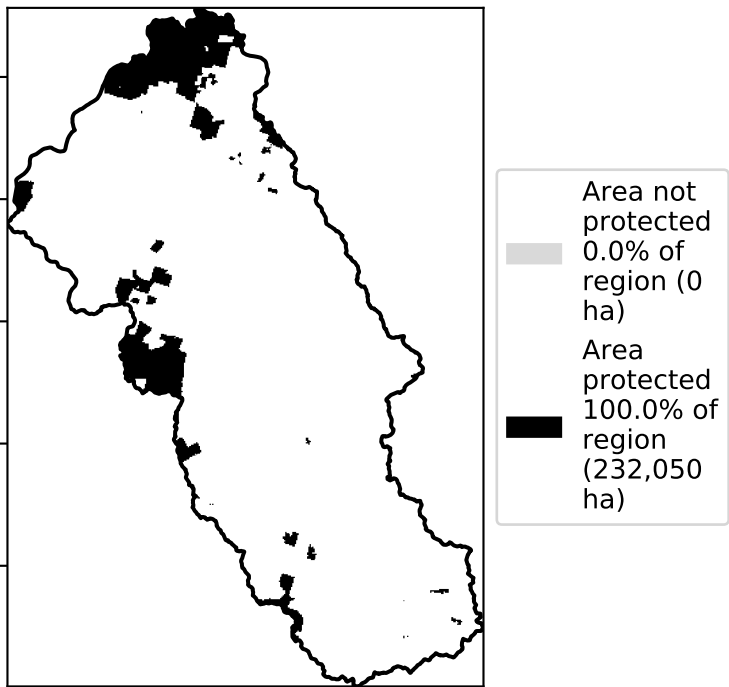 Area not
protected
0.0% of
region (0
ha)
Area
protected
100.0% of
region
(232,050
ha)